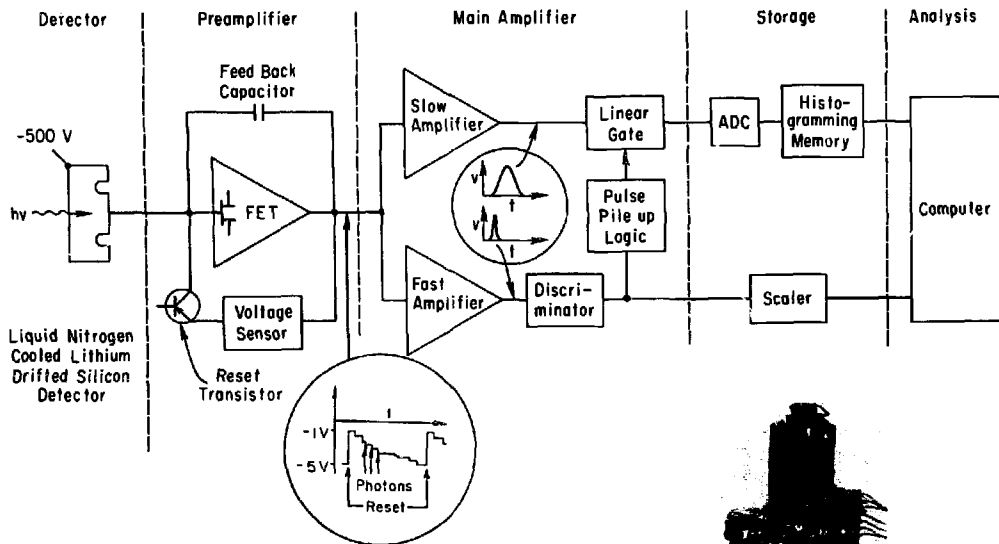 Detector
Preamplifier
Main Amplifier
Storage
Analysis
Feed Back
Capacitor
-500 V
hν
FET
Voltage
Sensor
Reset
Transistor
Liquid Nitrogen
Cooled Lithium
Drifted Silicon
Detector
Slow
Amplifier
Linear
Gate
V
t
V
t
Pulse
Pile up
Logic
Fast
Amplifier
Discri-
minator
ADC
Histo-
gramming
Memory
Scaler
Computer
t
-1V
-5V
Photons
Reset